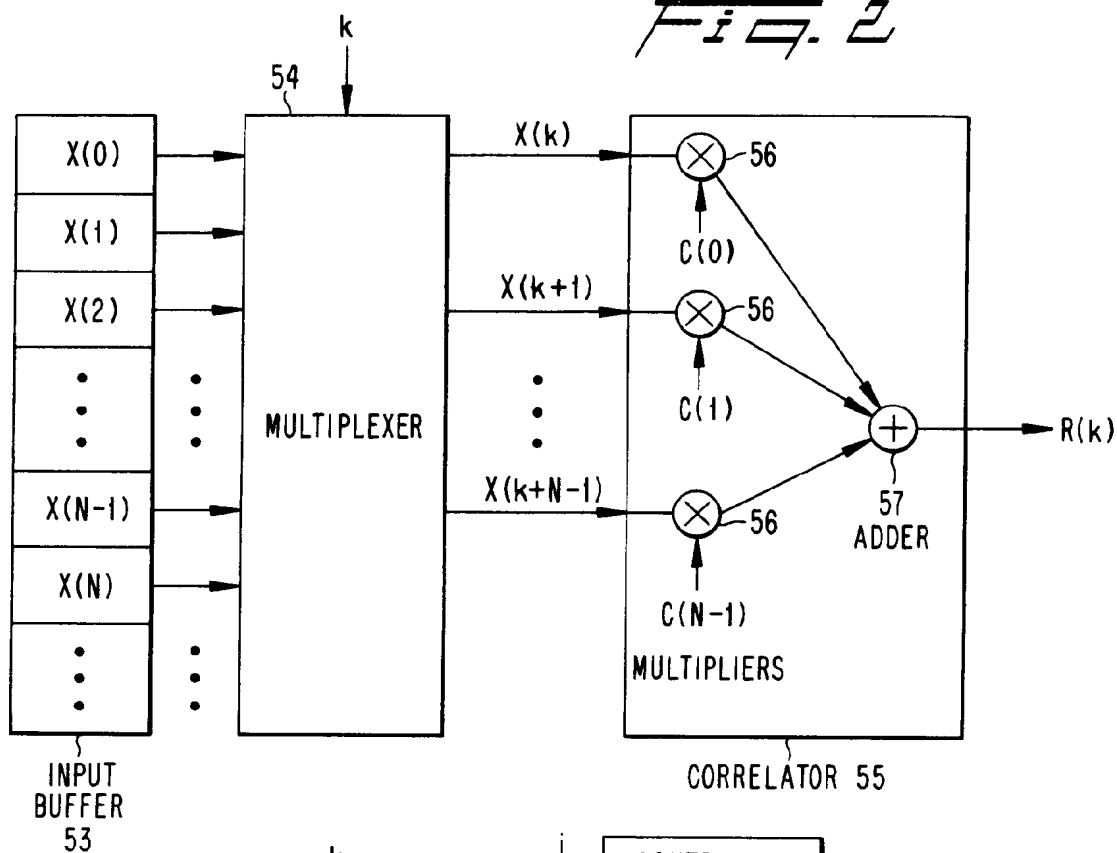 Fig. 2
k
54
X(0)
X(k)
56
X(1)
C(0)
X(2)
X(k+1)
56
MULTIPLEXER
C(1)
R(k)
X(N-1)
X(k+N-1)
56
57
ADDER
X(N)
C(N-1)
MULTIPLIERS
INPUT
BUFFER
53
CORRELATOR 55